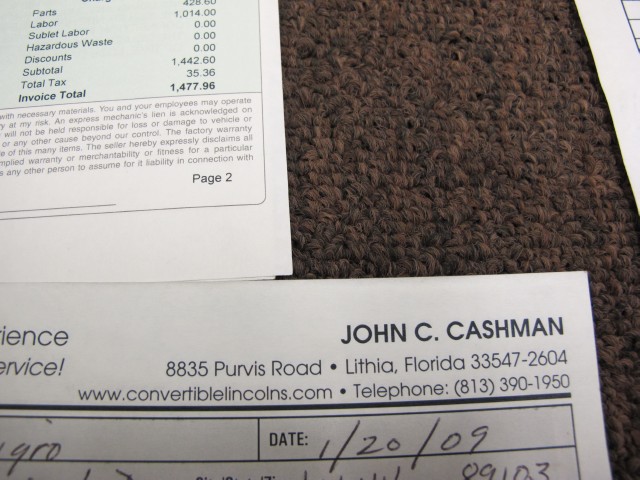 428.60
Parts 1,014.00
Labor 0.00
Sublet Labor 0.00
Hazardous Waste 0.00
Discounts 1,442.60
Subtotal 35.36
Total Tax 1,477.96
Invoice Total
with necessary materials. You and your employees may operate
at my risk. An express mechanic's lien is acknowledged on
will not be held responsible for loss or damage to vehicle or
or any other cause beyond our control. The factory warranty
of this many items. The seller hereby expressly disclaims all
implied warranty or merchantability or fitness for a particular
any other person to assume for it liability in connection with
Page 2
JOHN C. CASHMAN
8835 Purvis Road • Lithia, Florida 33547-2604
www.convertiblelincolns.com • Telephone: (813) 390-1950
DATE: 1/20/09
09103